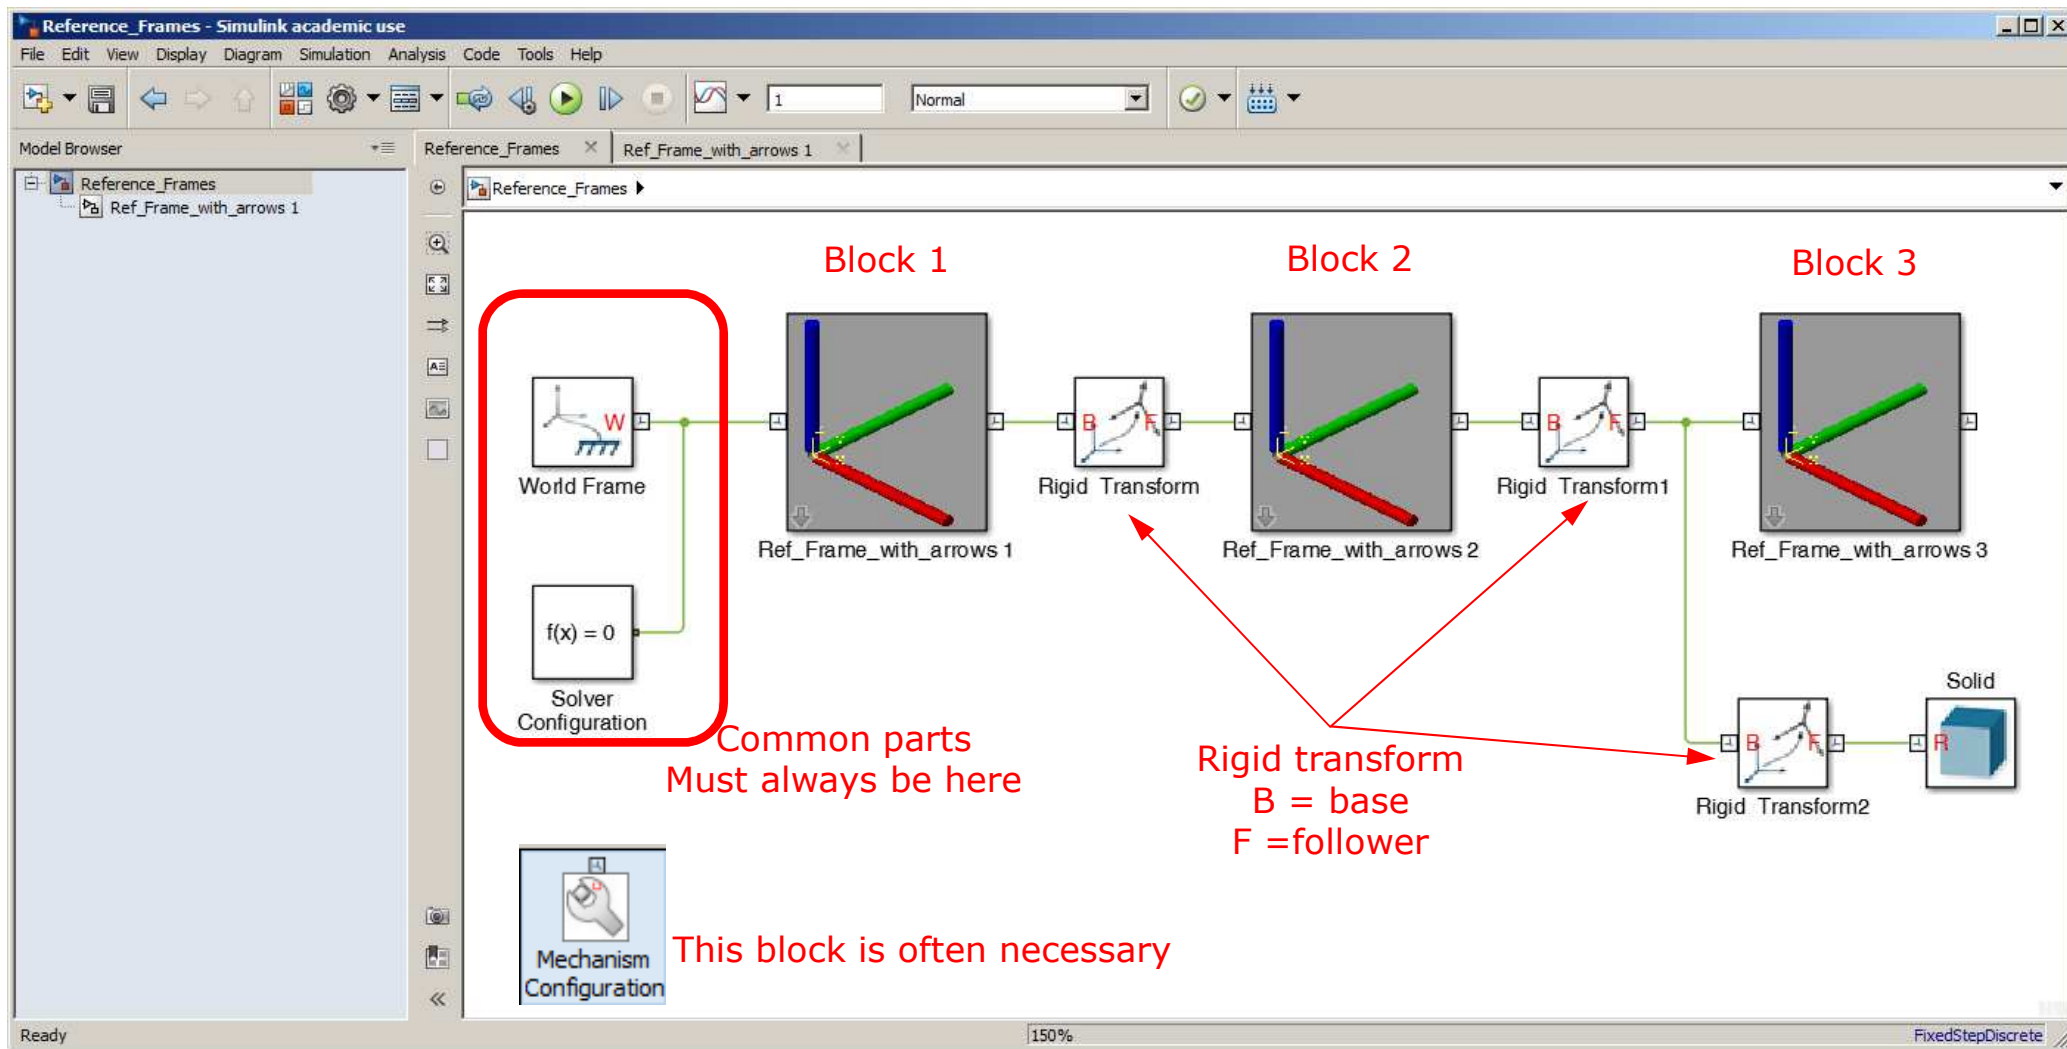 Reference_Frames - Simulink academic use
File Edit View Display Diagram Simulation Analysis Code Tools Help
1
Normal
Model Browser
Reference_Frames
Ref_Frame_with_arrows 1
Reference_Frames
Ref_Frame_with_arrows 1
Reference_Frames
Block 1
Block 2
Block 3
W
World Frame
B F
Rigid Transform
B F
Rigid Transform1
Ref_Frame_with_arrows 1
Ref_Frame_with_arrows 2
Ref_Frame_with_arrows 3
f(x) = 0
Solver
Configuration
Common parts
Must always be here
Rigid transform
B = base
F =follower
B F
Rigid Transform2
Solid
R
Mechanism
Configuration
This block is often necessary
Ready
150%
FixedStepDiscrete